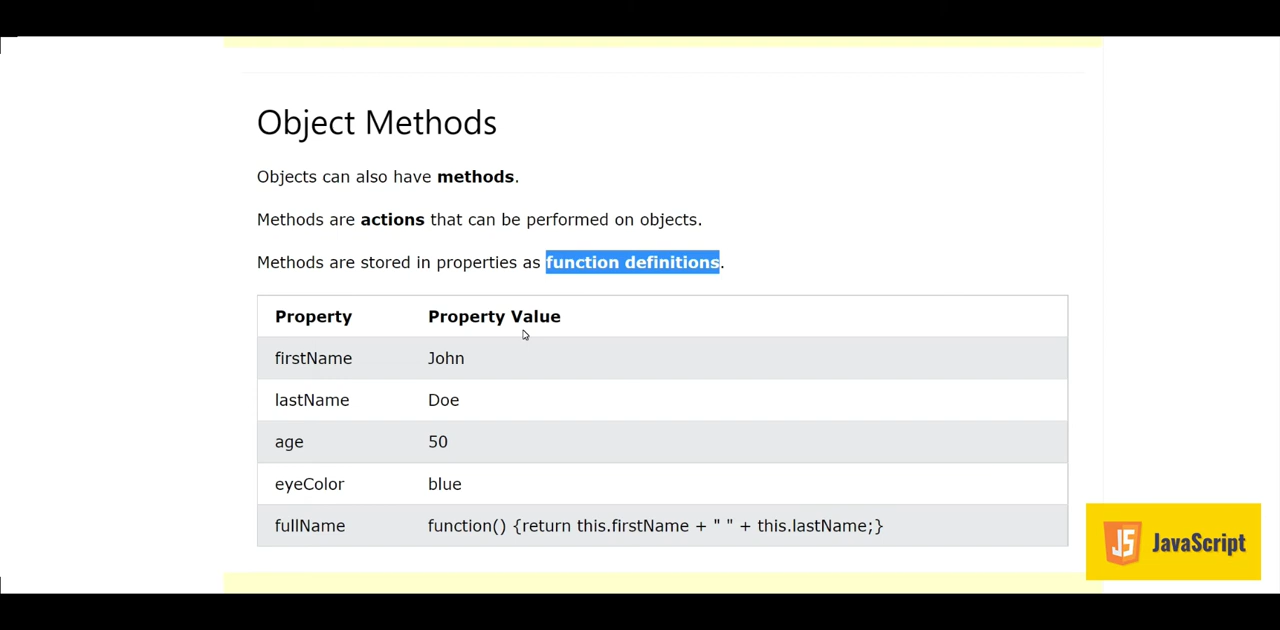 Object Methods
Objects can also have methods.
Methods are actions that can be performed on objects.
Methods are stored in properties as function definitions.
Property Property Value
firstName John
lastName Doe
age 50
eyeColor blue
fullName function() {return this.firstName + " " + this.lastName;}
JS JavaScript